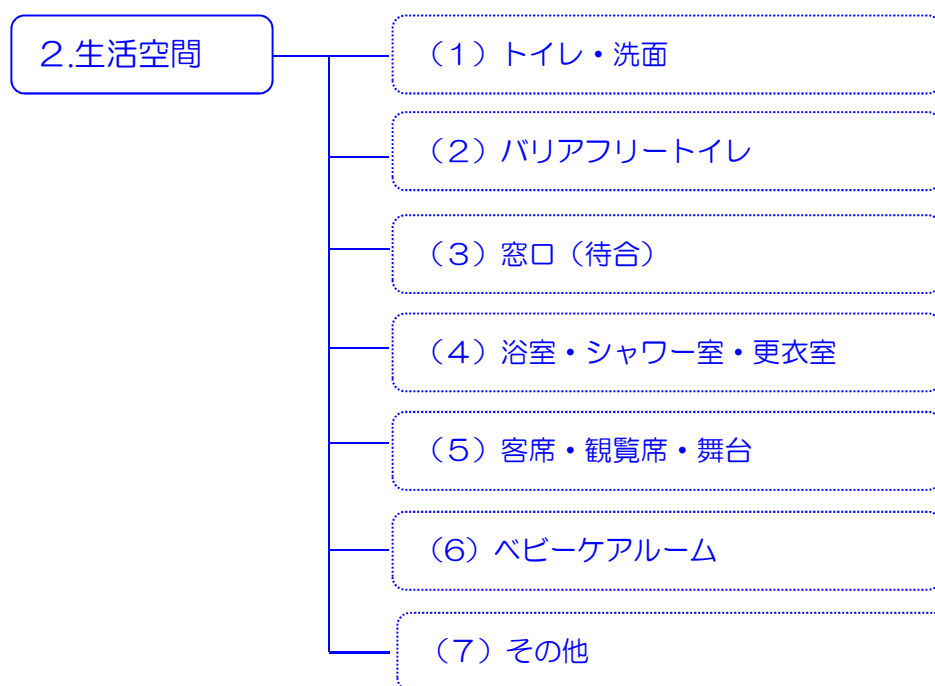 ２.生活空間
（１）トイレ・洗面
（２）バリアフリートイレ
（３）窓口（待合）
（４）浴室・シャワー室・更衣室
（５）客席・観覧席・舞台
（６）ベビーケアルーム
（７）その他